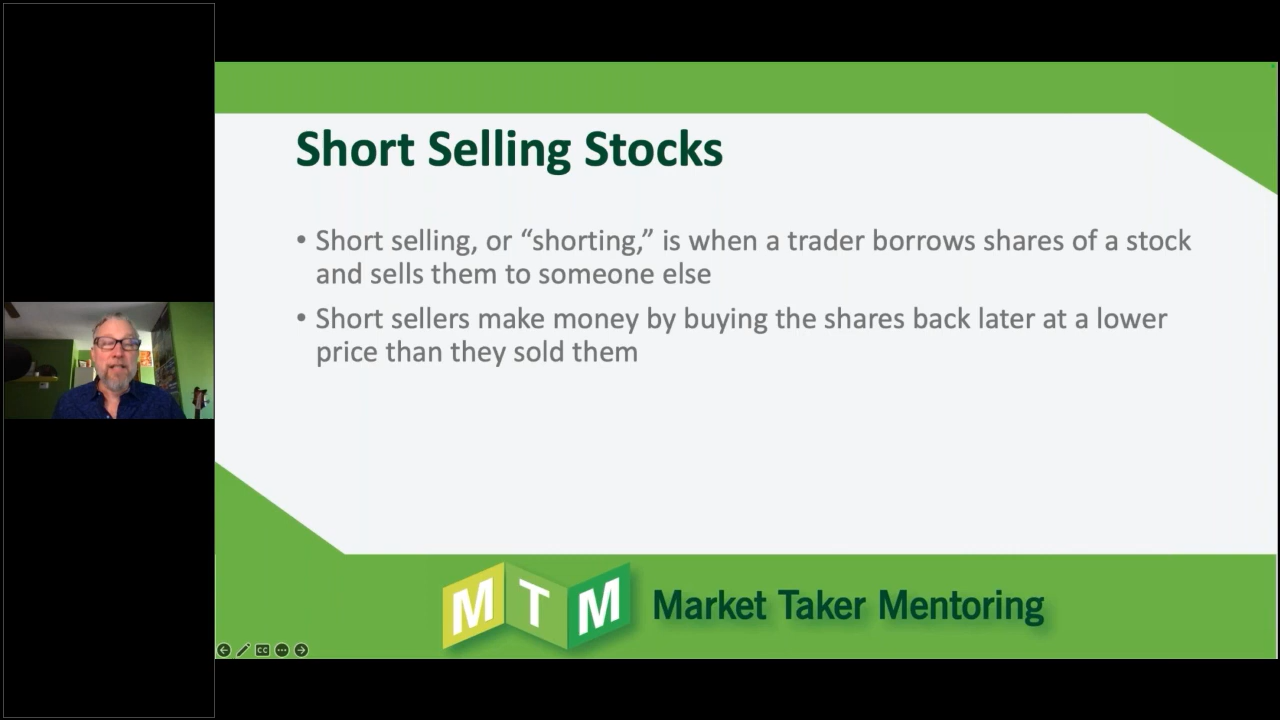 Short Selling Stocks
• Short selling, or “shorting,” is when a trader borrows shares of a stock
and sells them to someone else
• Short sellers make money by buying the shares back later at a lower
price than they sold them
MTM Market Taker Mentoring
CC